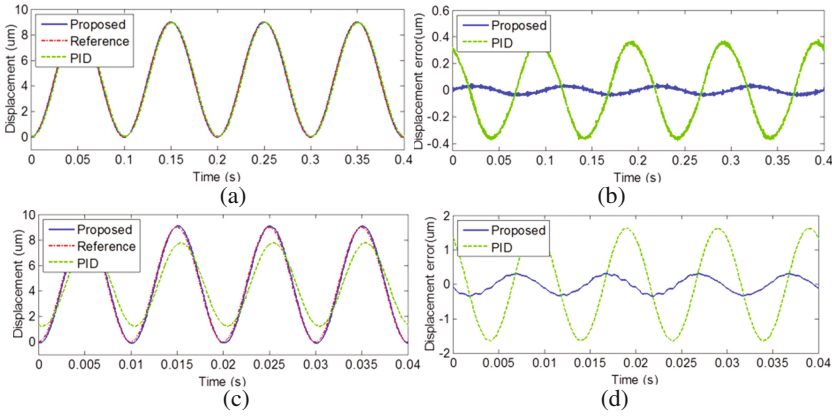 Displacement (um)
10
8
6
4
2
0
Proposed
Reference
PID
0 0.05 0.1 0.15 0.2 0.25 0.3 0.35 0.4
Time (s)
(a)
Displacement error(um)
0.6
0.4
0.2
0
-0.2
-0.4
Proposed
PID
0 0.05 0.1 0.15 0.2 0.25 0.3 0.35 0.4
Time (s)
(b)
Displacement (um)
10
8
6
4
2
0
Proposed
Reference
PID
0 0.005 0.01 0.015 0.02 0.025 0.03 0.035 0.04
Time (s)
(c)
Displacement error(um)
2
1
0
-1
-2
Proposed
PID
0 0.005 0.01 0.015 0.02 0.025 0.03 0.035 0.04
Time (s)
(d)